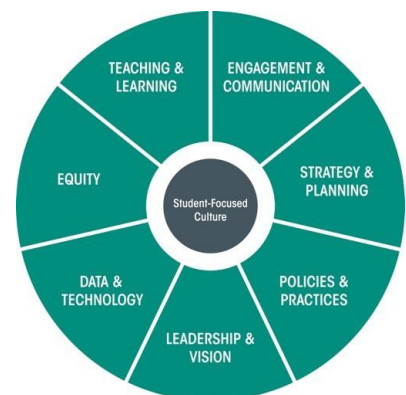 TEACHING &
LEARNING
ENGAGEMENT &
COMMUNICATION
EQUITY
STRATEGY &
PLANNING
Student-Focused
Culture
DATA &
TECHNOLOGY
POLICIES &
PRACTICES
LEADERSHIP &
VISION